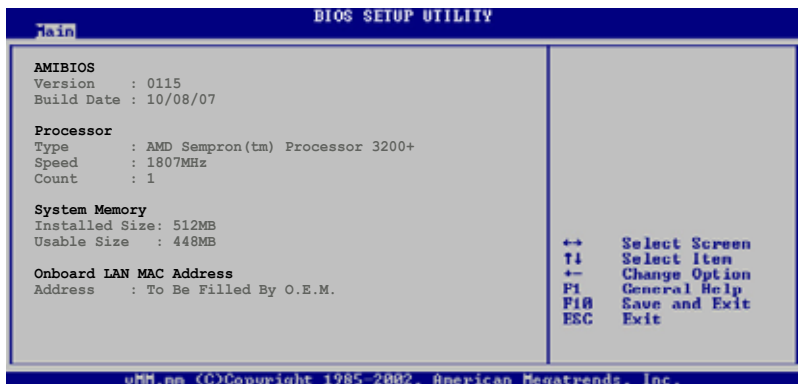 BIOS SETUP UTILITY
Main
AMIBIOS
Version : 0115
Build Date : 10/08/07
Processor
Type : AMD Sempron(tm) Processor 3200+
Speed : 1807MHz
Count : 1
System Memory
Installed Size: 512MB
Usable Size : 448MB
Onboard LAN MAC Address
Address : To Be Filled By O.E.M.
↔ Select Screen
↑↓ Select Item
+- Change Option
F1 General Help
F10 Save and Exit
ESC Exit
vMM.mm (C)Copyright 1985-2002, American Megatrends, Inc.